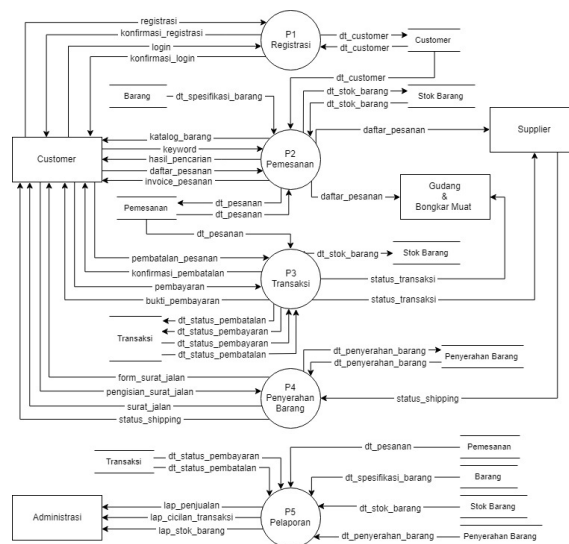 registrasi
konfirmasi_registrasi
login
konfirmasi_login
P1
Registrasi
dt_customer
dt_customer
Customer
dt_customer
Barang
dt_spesifikasi_barang
dt_stok_barang
dt_stok_barang
Stok Barang
Customer
katalog_barang
keyword
hasil_pencarian
daftar_pesanan
invoice_pesanan
P2
Pemesanan
daftar_pesanan
Supplier
daftar_pesanan
Gudang
&
Bongkar Muat
Pemesanan
dt_pesanan
dt_pesanan
dt_pesanan
pembatalan_pesanan
konfirmasi_pembatalan
pembayaran
bukti_pembayaran
P3
Transaksi
dt_stok_barang
Stok Barang
status_transaksi
status_transaksi
Transaksi
dt_status_pembatalan
dt_status_pembayaran
dt_status_pembayaran
dt_status_pembatalan
form_surat_jalan
pengisian_surat_jalan
surat_jalan
status_shipping
P4
Penyerahan
Barang
dt_penyerahan_barang
dt_penyerahan_barang
Penyerahan Barang
status_shipping
Transaksi
dt_status_pembayaran
dt_status_pembatalan
Administrasi
lap_penjualan
lap_cicilan_transaksi
lap_stok_barang
P5
Pelaporan
dt_pesanan
Pemesanan
dt_spesifikasi_barang
Barang
dt_stok_barang
Stok Barang
dt_penyerahan_barang
Penyerahan Barang